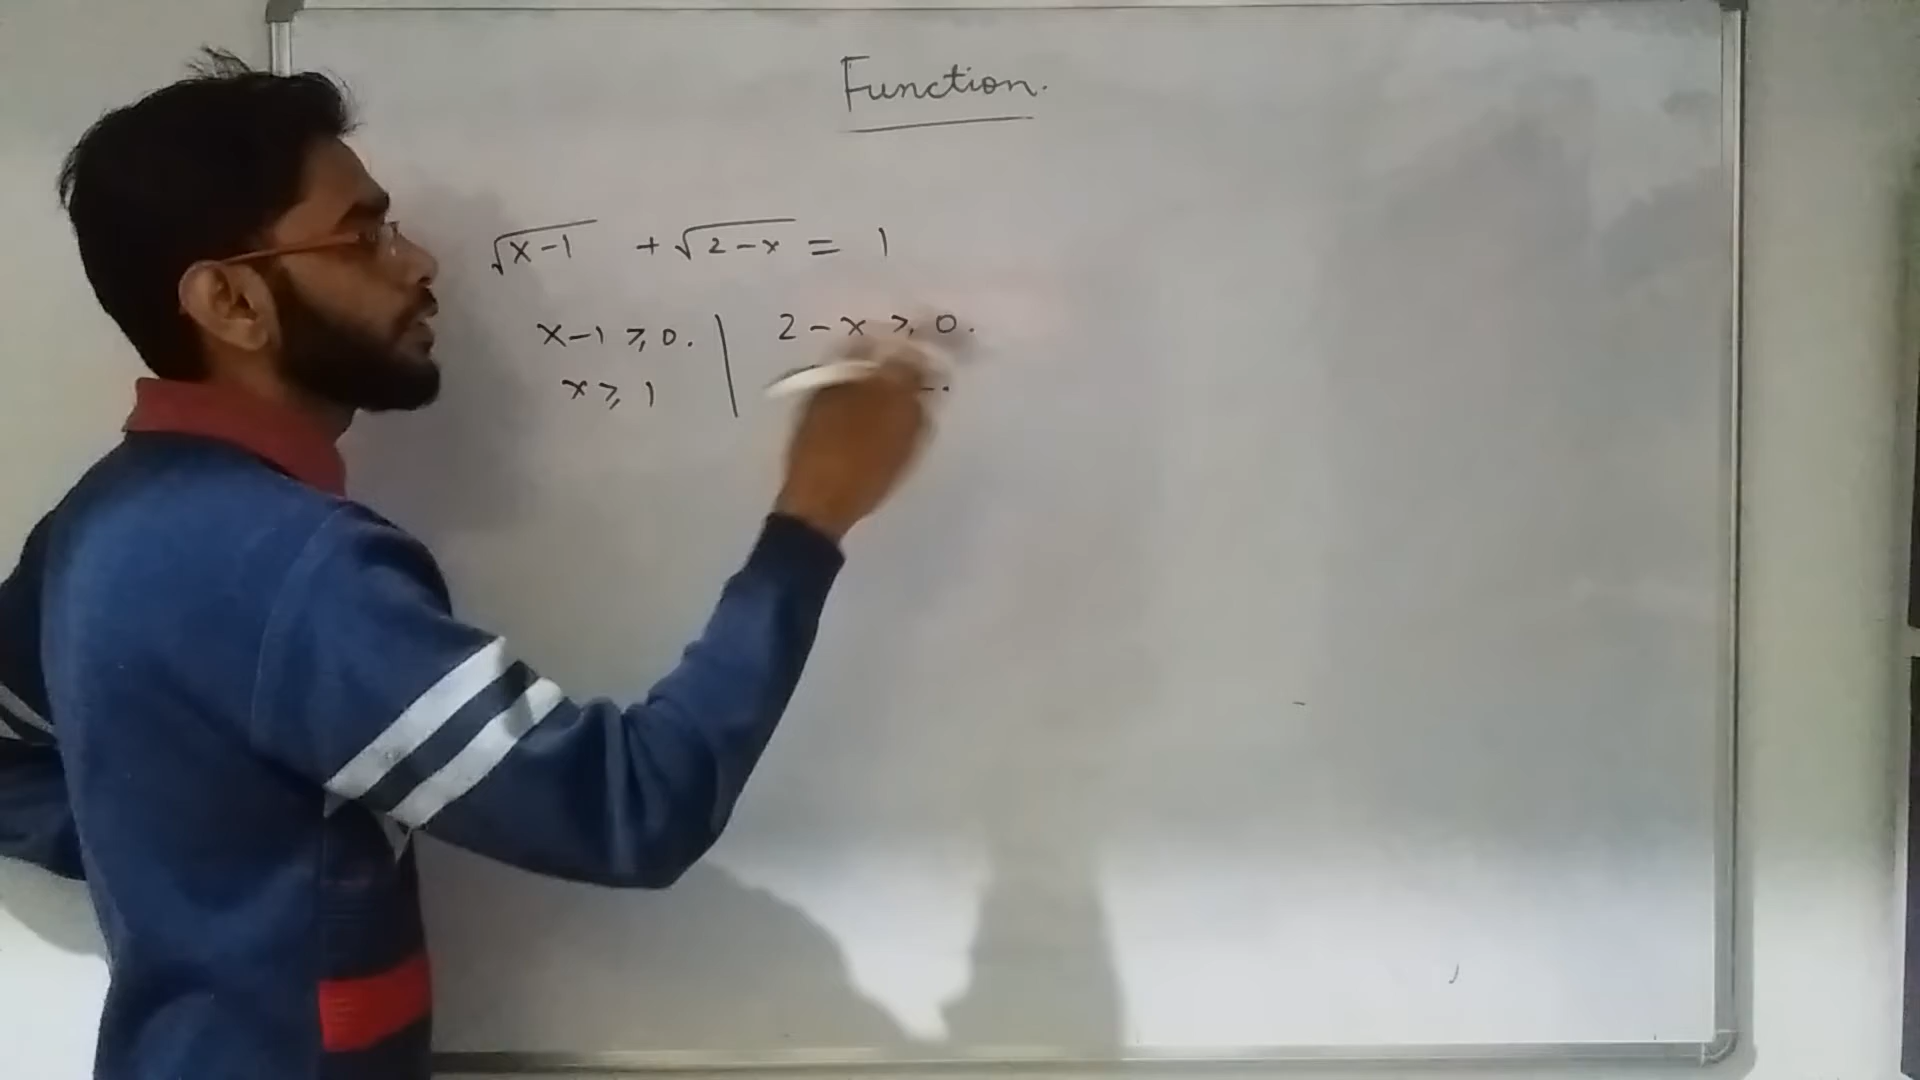 Function.
√x-1 + √2-x = 1
x-1 ≥ 0. | 2-x ≥ 0.
x ≥ 1